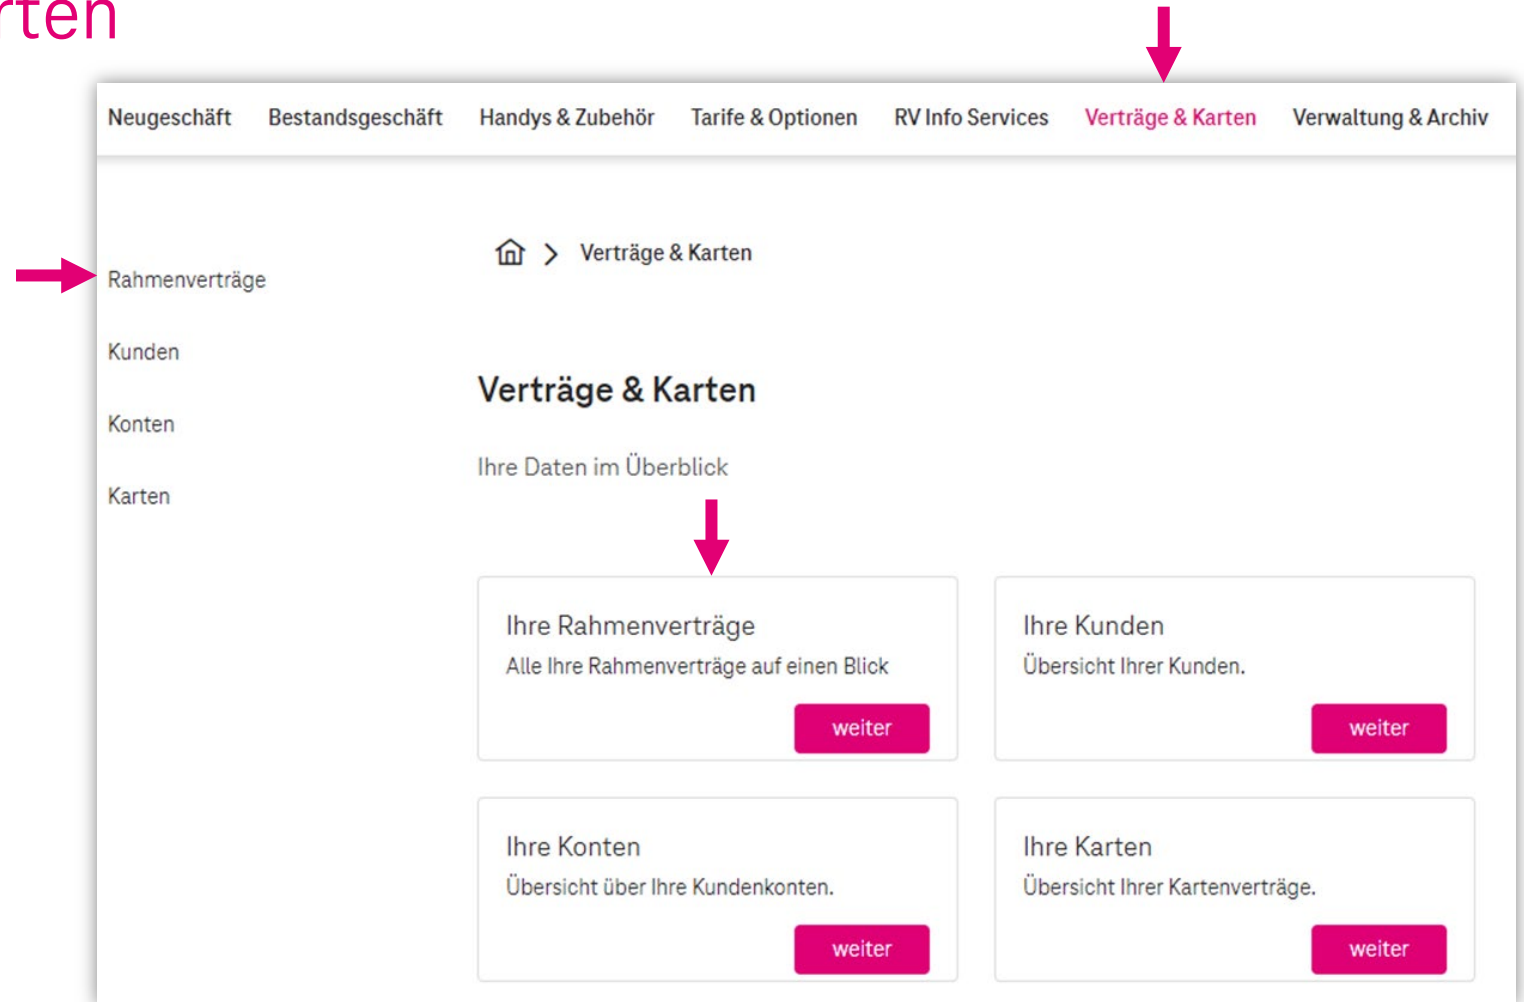 rten
Neugeschäft Bestandsgeschäft Handys & Zubehör Tarife & Optionen RV Info Services Verträge & Karten Verwaltung & Archiv
Verträge & Karten
Rahmenverträge
Kunden
Konten
Karten
Verträge & Karten
Ihre Daten im Überblick
Ihre Rahmenverträge
Alle Ihre Rahmenverträge auf einen Blick
weiter
Ihre Kunden
Übersicht Ihrer Kunden.
weiter
Ihre Konten
Übersicht über Ihre Kundenkonten.
weiter
Ihre Karten
Übersicht Ihrer Kartenverträge.
weiter